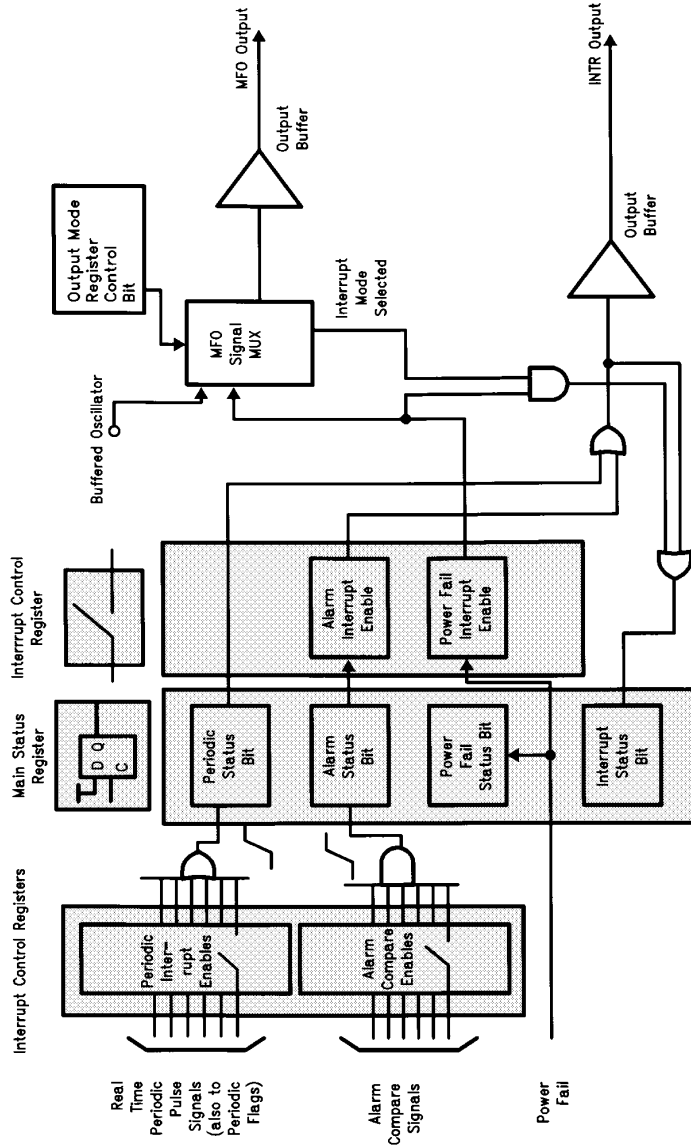 Interrupt Control Registers
Main Status
Register
Interrrupt Control
Register
D Q
C
Real
Time
Periodic
Pulse
Signals
(also to
Periodic
Flags)
Periodic
Inter-
rupt
Enables
Periodic
Status
Bit
Alarm
Compare
Signals
Alarm
Compare
Enables
Alarm
Status
Bit
Alarm
Interrupt
Enable
Power
Fail
Power
Fail
Status Bit
Power Fail
Interrupt
Enable
Interrupt
Status
Bit
Buffered Oscillator
Output Mode
Register
Control
Bit
MFO
Signal
MUX
Interrupt
Mode
Selected
Output
Buffer
MFO Output
Output
Buffer
INTR Output